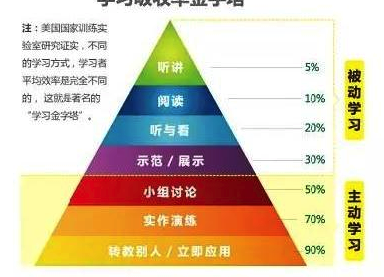 学习吸收率金字塔
注：美国国家训练实
验室研究证实，不同
的学习方式，学习者
平均效率是完全不同
的，这就是著名的
“学习金字塔”。
听讲 5%
阅读 10%
听与看 20%
示范 / 展示 30%
小组讨论 50%
实作演练 70%
转教别人 / 立即应用 90%
被动学习
主动学习